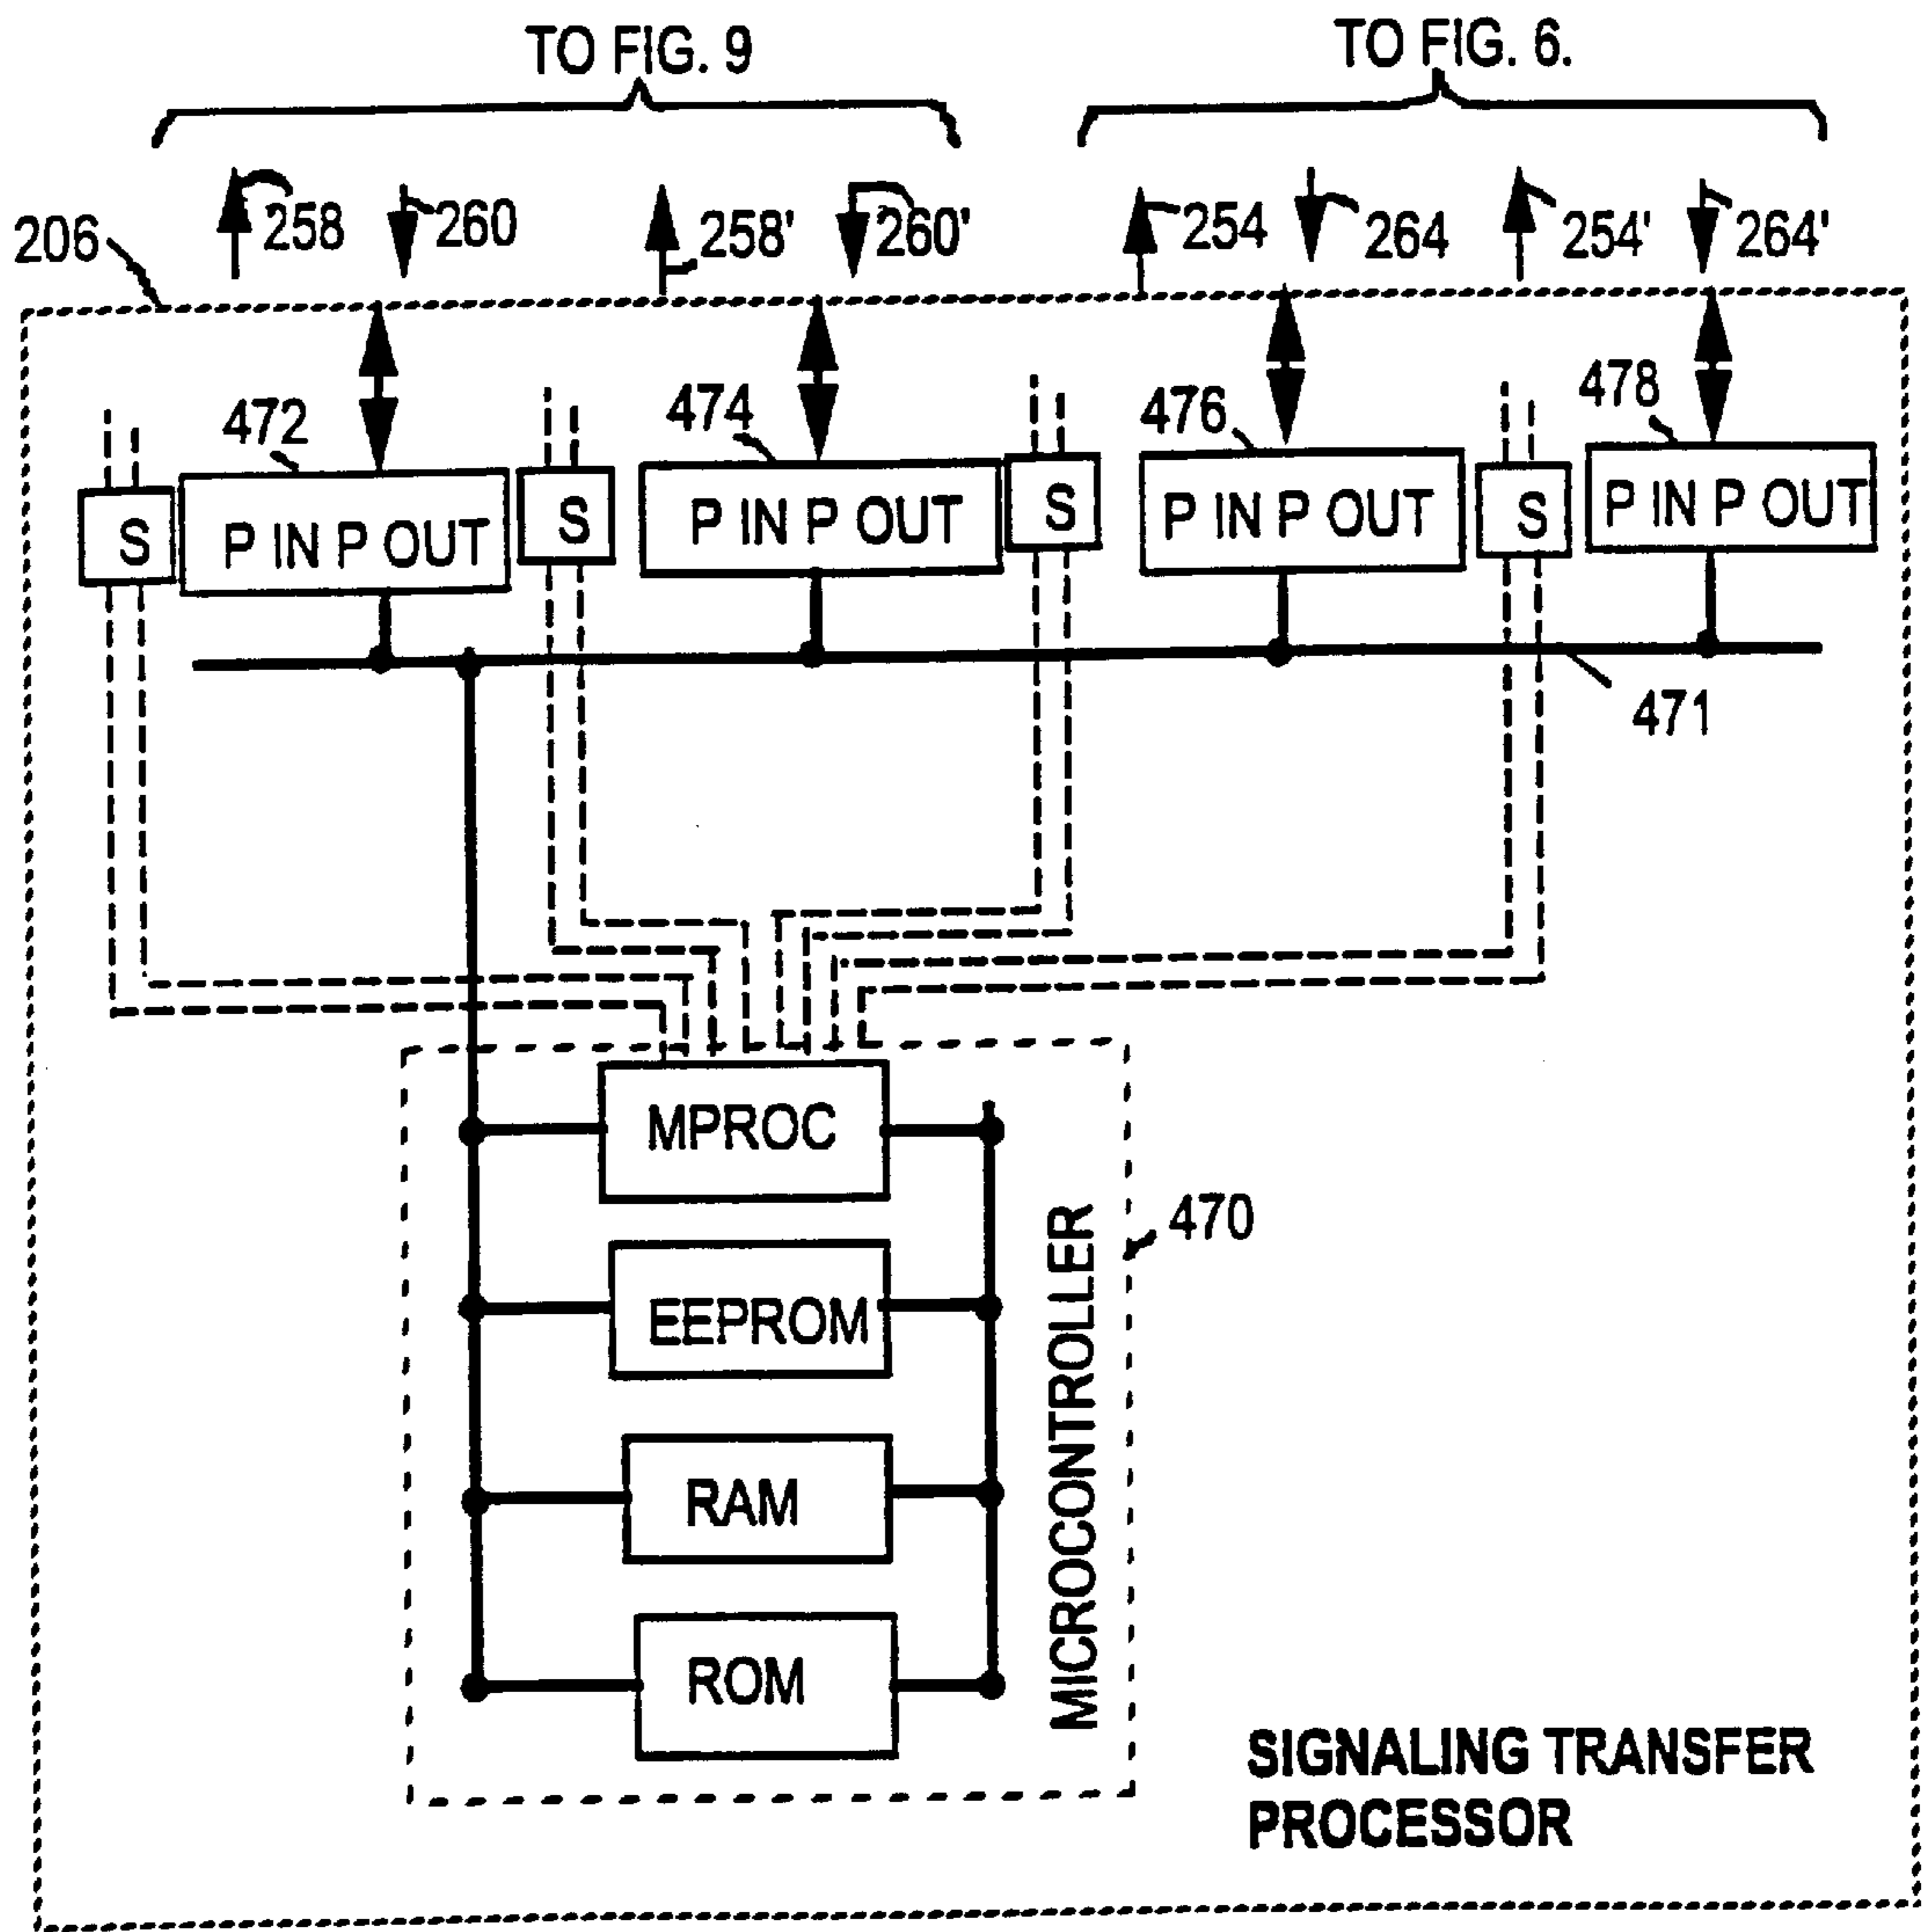 TO FIG. 9
TO FIG. 6.
206
258
260
258'
260'
254
264
254'
264'
472
474
476
478
S
P IN P OUT
S
P IN P OUT
S
P IN P OUT
S
P IN P OUT
471
MPROC
EEPROM
RAM
ROM
MICROCONTROLLER
470
SIGNALING TRANSFER
PROCESSOR